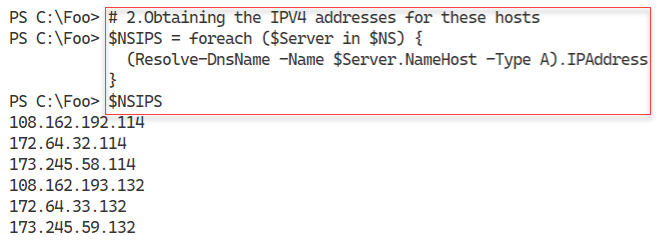 PS C:\Foo> # 2.Obtaining the IPV4 addresses for these hosts
PS C:\Foo> $NSIPS = foreach ($Server in $NS) {
(Resolve-DnsName -Name $Server.NameHost -Type A).IPAddress
}
PS C:\Foo> $NSIPS
108.162.192.114
172.64.32.114
173.245.58.114
108.162.193.132
172.64.33.132
173.245.59.132